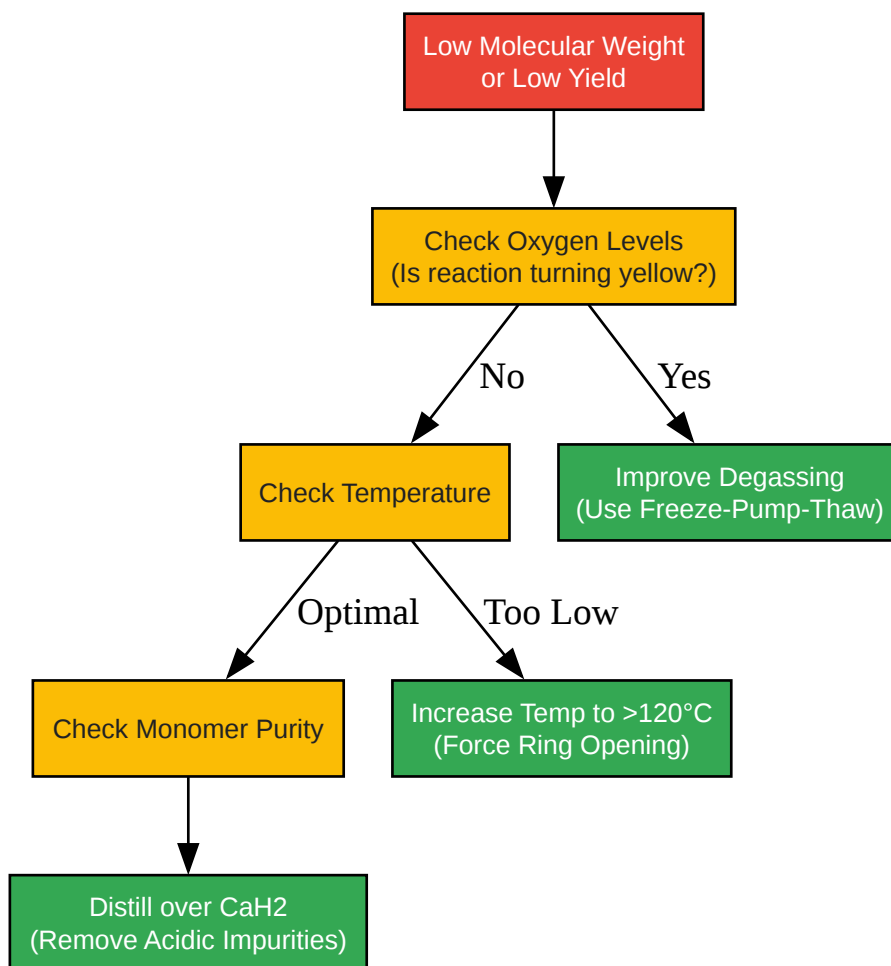 Low Molecular Weight
or Low Yield
Check Oxygen Levels
(Is reaction turning yellow?)
No
Yes
Check Temperature
Improve Degassing
(Use Freeze-Pump-Thaw)
Optimal
Too Low
Check Monomer Purity
Increase Temp to >120°C
(Force Ring Opening)
Distill over CaH2
(Remove Acidic Impurities)